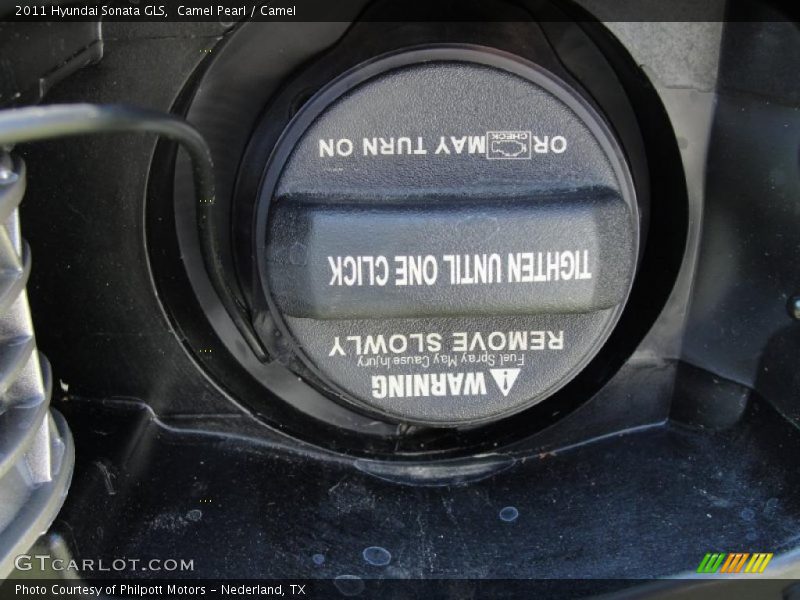 2011 Hyundai Sonata GLS,  Camel Pearl / Camel
WARNING
Fuel Spray May Cause Injury
REMOVE SLOWLY
TIGHTEN UNTIL ONE CLICK
OR CHECK MAY TURN ON
GTCARLOT.COM
Photo Courtesy of Philpott Motors - Nederland, TX